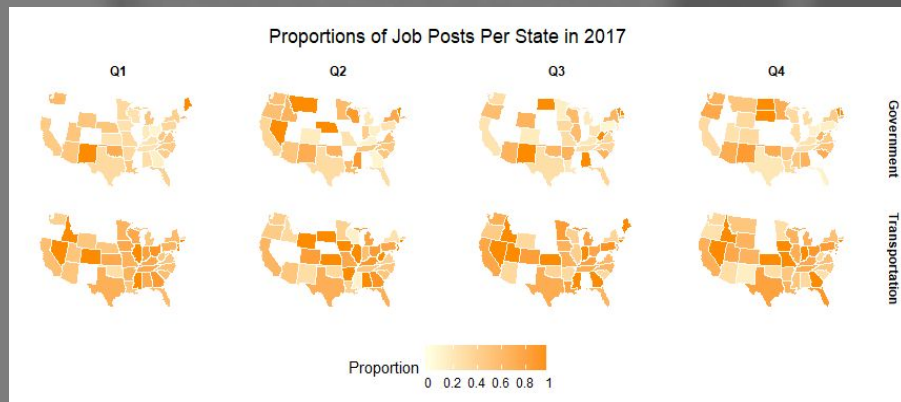 Proportions of Job Posts Per State in 2017
Q1 Q2 Q3 Q4
Government
Transportation
Proportion
0 0.2 0.4 0.6 0.8 1